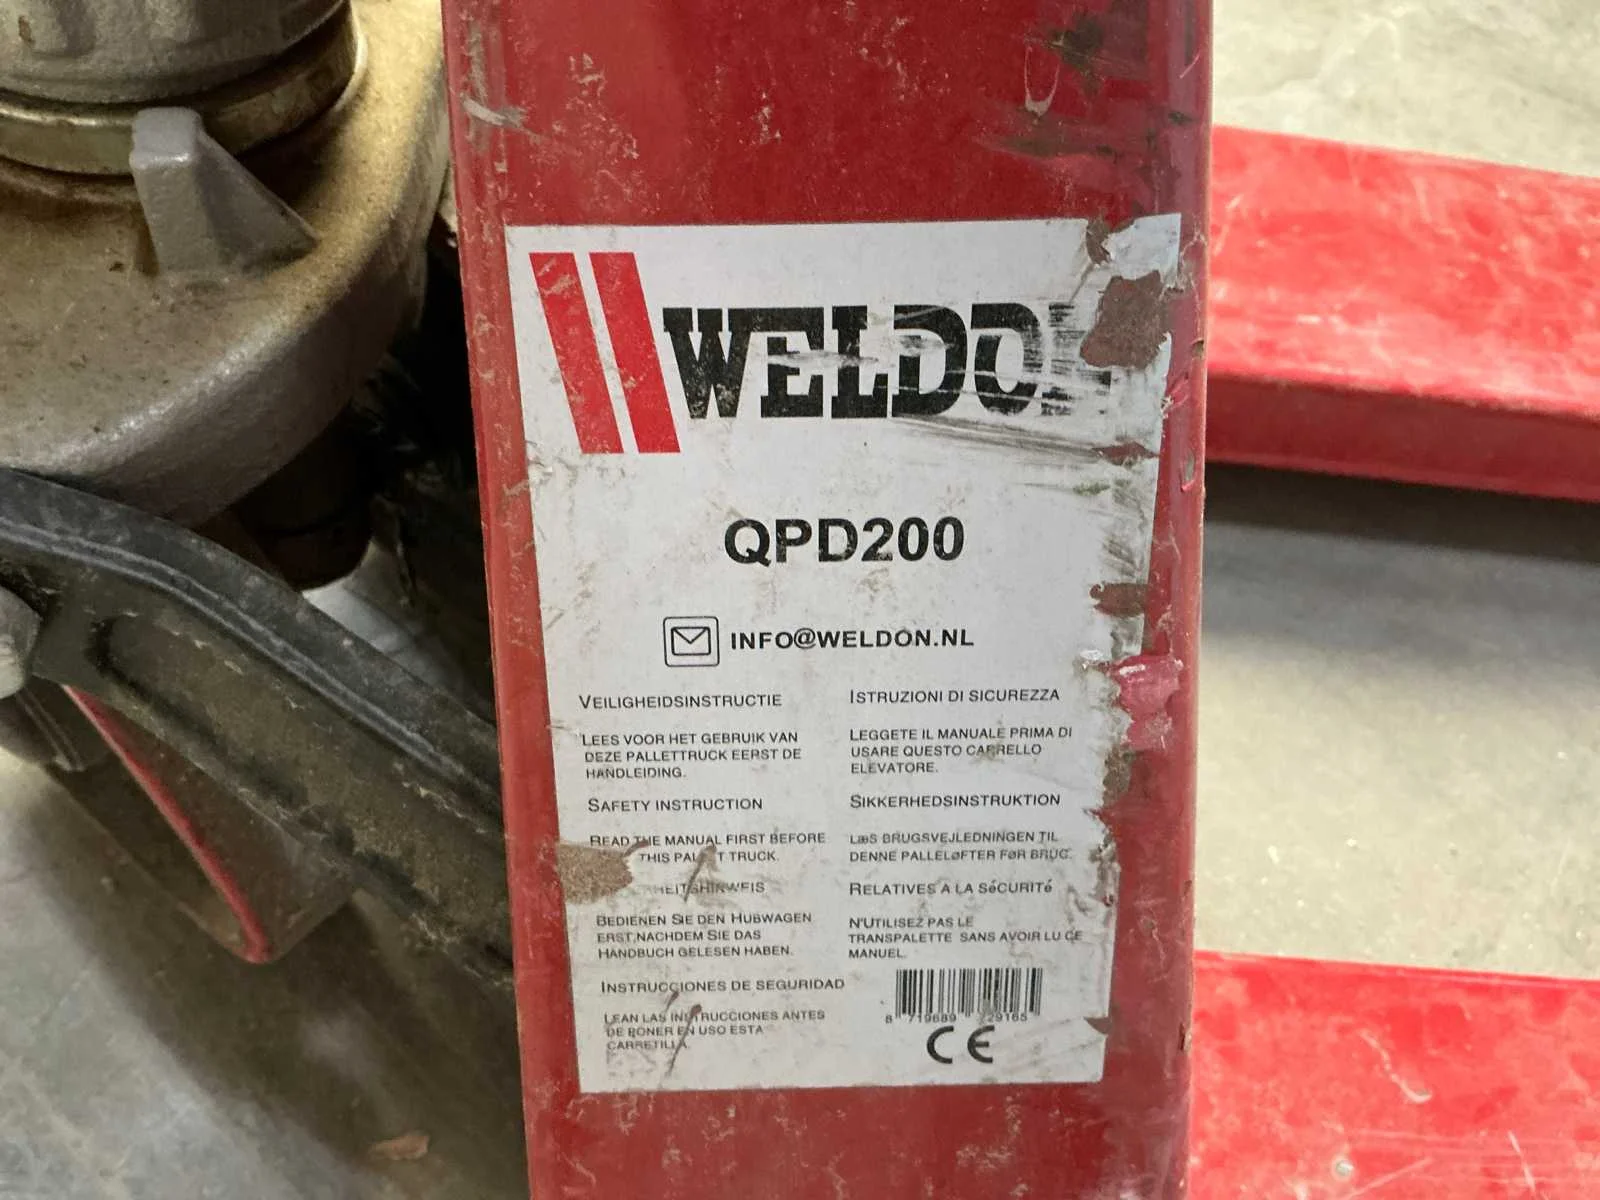 WELDON
QPD200
INFO@WELDON.NL
VEILIGHEIDSINSTRUCTIE
LEES VOOR HET GEBRUIK VAN
DEZE PALLETTRUCK EERST DE
HANDLEIDING.
SAFETY INSTRUCTION
READ THE MANUAL FIRST BEFORE
THIS TRUCK.
BEDIENEN SIE DEN HUBWAGEN
ERST,NACHDEM SIE DAS
HANDBUCH GELESEN HABEN.
INSTRUCCIONES DE SEGURIDAD
LEAN LAS INSTRUCCIONES ANTES
DE PONER EN USO ESTA
CARRETILLA.
ISTRUZIONI DI SICUREZZA
LEGGETE IL MANUALE PRIMA DI
USARE QUESTO CARRELLO
ELEVATORE.
SIKKERHEDSINSTRUKTION
LæS BRUGSVEJLEDNINGEN TIL
DENNE PALLELøFTER FøR BRUG.
RELATIVES A LA SéCURITé
N'UTILISEZ PAS LE
TRANSPALETTE SANS AVOIR LU CE
MANUEL.
8 719689 729165
CE